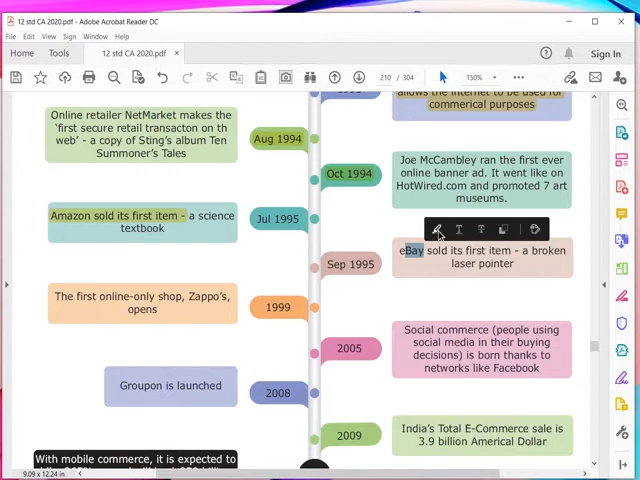 12 std CA 2020.pdf - Adobe Acrobat Reader DC
File Edit View Sign Window Help
Home Tools 12 std CA 2020.pdf × Sign In
210 / 304 150%
allows the internet to be used for
commerical purposes
Online retailer NetMarket makes the
‘first secure retail transacton on th
web’ - a copy of Sting’s album Ten
Summoner’s Tales
Aug 1994
Oct 1994
Joe McCambley ran the first ever
online banner ad. It went like on
HotWired.com and promoted 7 art
museums.
Amazon sold its first item - a science
textbook
Jul 1995
Sep 1995
eBay sold its first item - a broken
laser pointer
The first online-only shop, Zappo’s,
opens
1999
2005
Social commerce (people using
social media in their buying
decisions) is born thanks to
networks like Facebook
Groupon is launched
2008
2009
India’s Total E-Commerce sale is
3.9 billion Americal Dollar
With mobile commerce, it is expected to
9.09 x 12.24 in